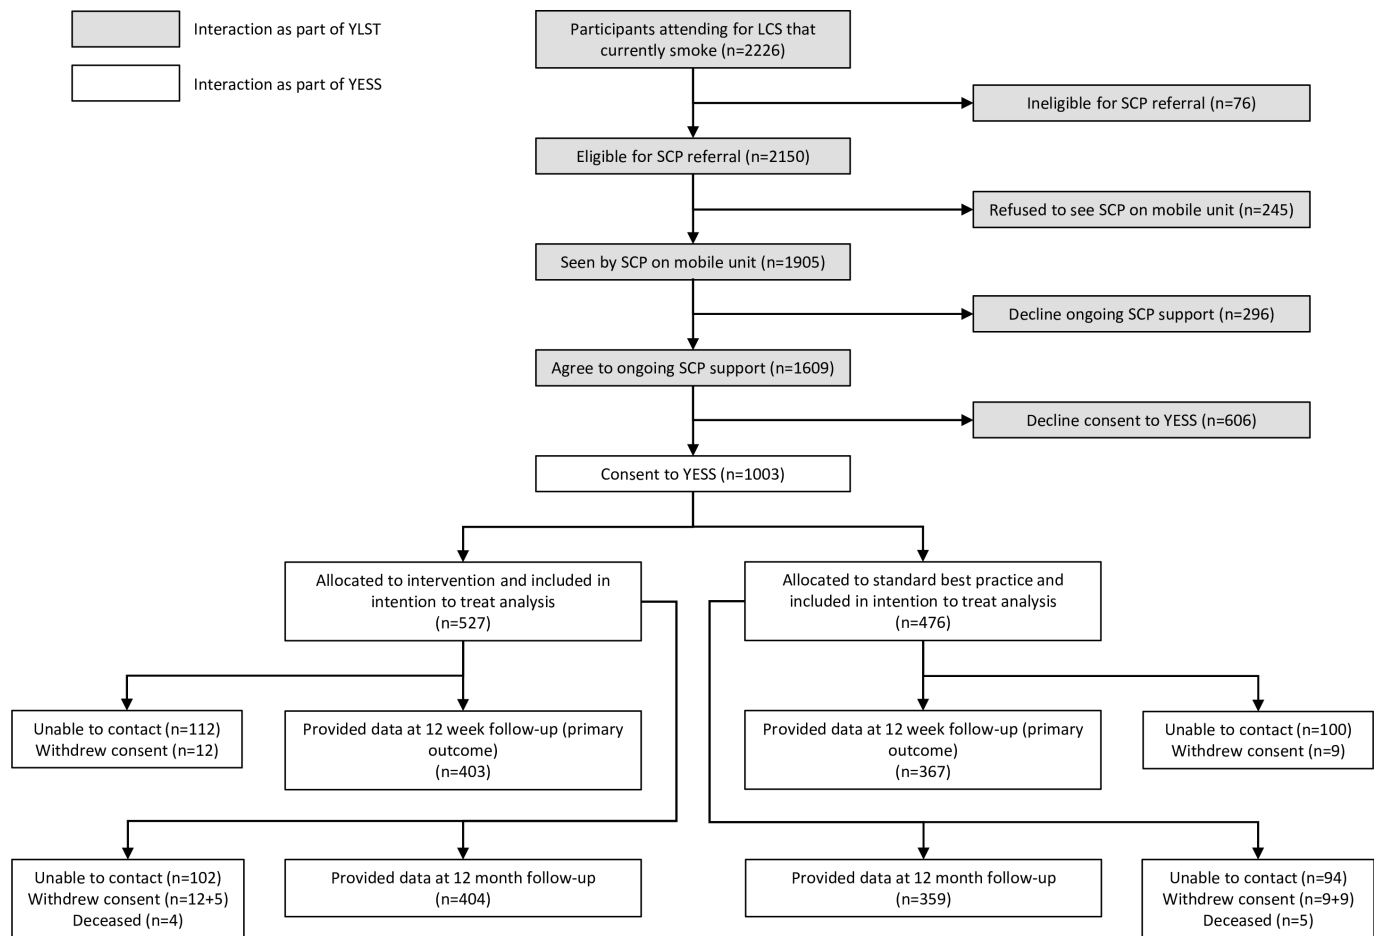 Interaction as part of YLST
Interaction as part of YESS
Participants attending for LCS that
currently smoke (n=2226)
Ineligible for SCP referral (n=76)
Eligible for SCP referral (n=2150)
Refused to see SCP on mobile unit (n=245)
Seen by SCP on mobile unit (n=1905)
Decline ongoing SCP support (n=296)
Agree to ongoing SCP support (n=1609)
Decline consent to YESS (n=606)
Consent to YESS (n=1003)
Allocated to intervention and included in
intention to treat analysis
(n=527)
Allocated to standard best practice and
included in intention to treat analysis
(n=476)
Unable to contact (n=112)
Withdrew consent (n=12)
Provided data at 12 week follow-up (primary
outcome)
(n=403)
Provided data at 12 week follow-up (primary
outcome)
(n=367)
Unable to contact (n=100)
Withdrew consent (n=9)
Unable to contact (n=102)
Withdrew consent (n=12+5)
Deceased (n=4)
Provided data at 12 month follow-up
(n=404)
Provided data at 12 month follow-up
(n=359)
Unable to contact (n=94)
Withdrew consent (n=9+9)
Deceased (n=5)